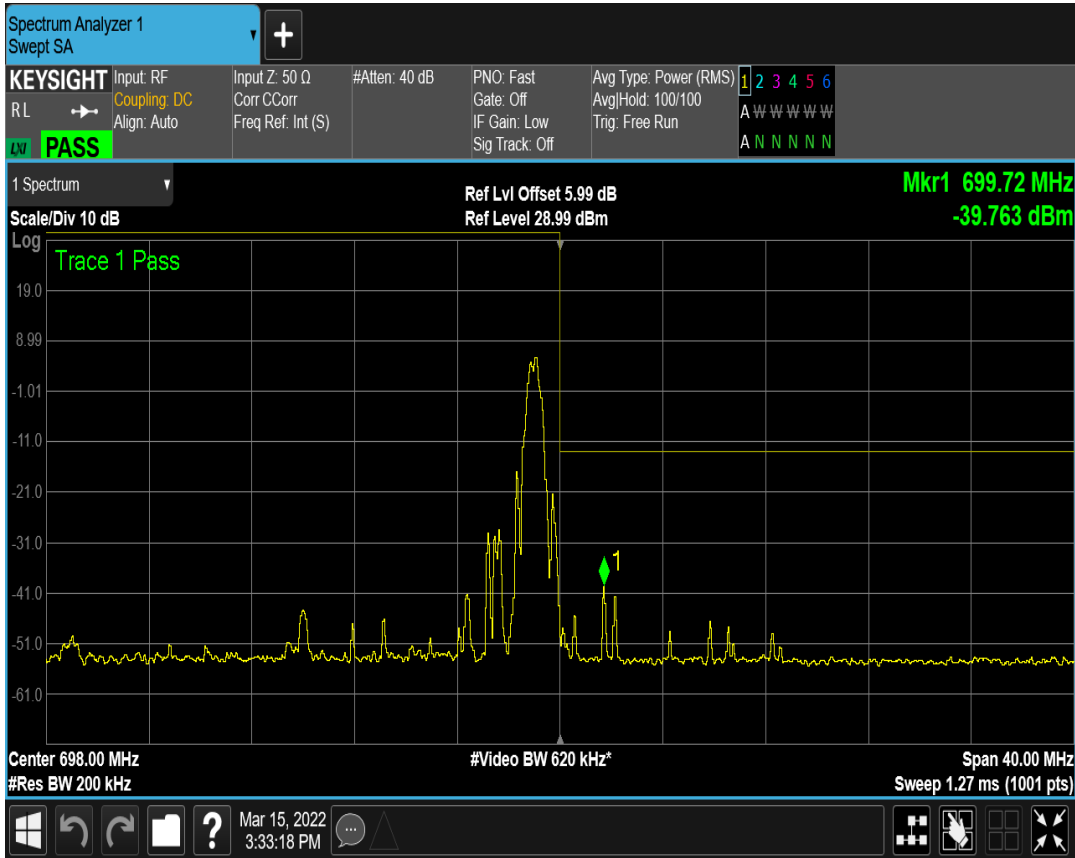 Spectrum Analyzer 1
Swept SA
+
KEYSIGHT
R L
LXI
PASS
Input: RF
Coupling: DC
Align: Auto
Input Z: 50 Ω
Corr CCorr
Freq Ref: Int (S)
#Atten: 40 dB
PNO: Fast
Gate: Off
IF Gain: Low
Sig Track: Off
Avg Type: Power (RMS)
Avg|Hold: 100/100
Trig: Free Run
1 2 3 4 5 6
A W W W W W
A N N N N N
1 Spectrum
Scale/Div 10 dB
Ref Lvl Offset 5.99 dB
Ref Level 28.99 dBm
Mkr1 699.72 MHz
-39.763 dBm
Log
Trace 1 Pass
19.0
8.99
-1.01
-11.0
-21.0
-31.0
1
-41.0
-51.0
-61.0
Center 698.00 MHz
#Video BW 620 kHz*
Span 40.00 MHz
#Res BW 200 kHz
Sweep 1.27 ms (1001 pts)
?
Mar 15, 2022
3:33:18 PM